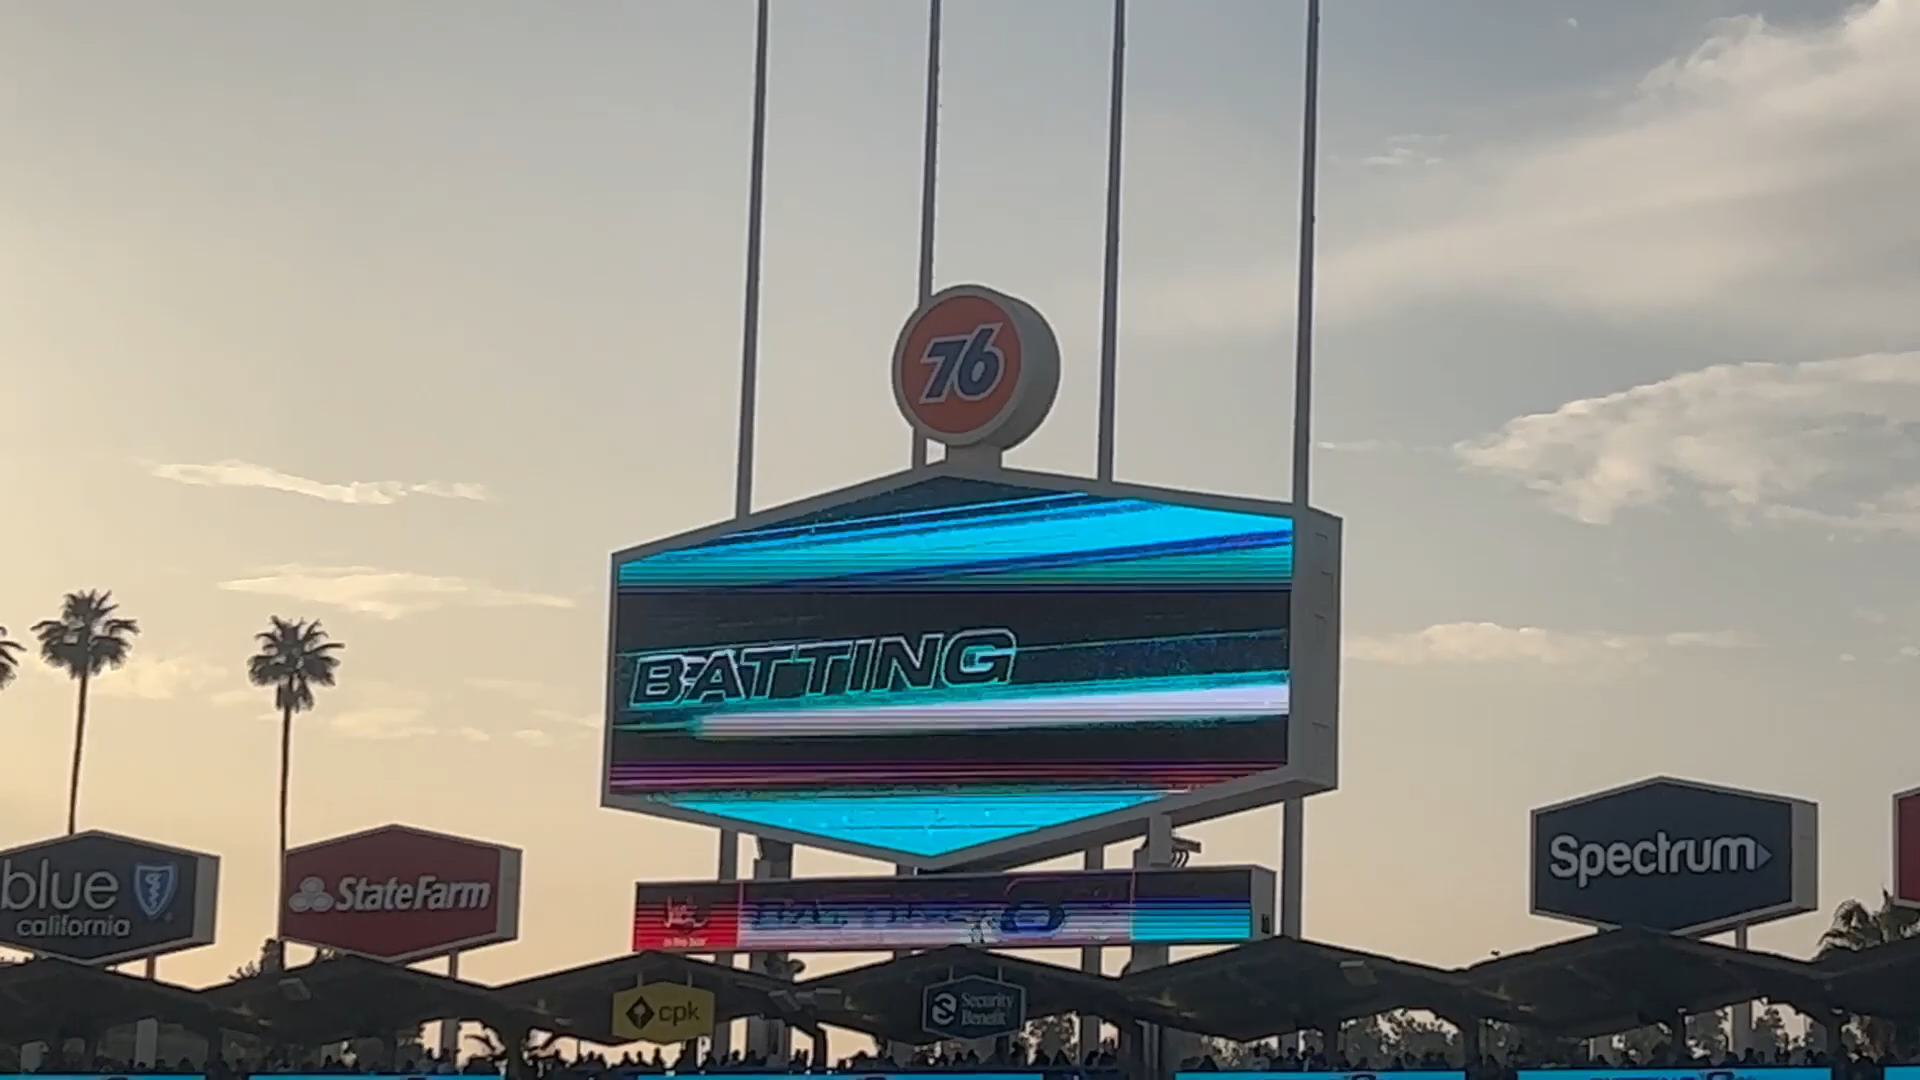 76
BATTING
blue
california
StateFarm
Spectrum
cpk
Security
Benefit